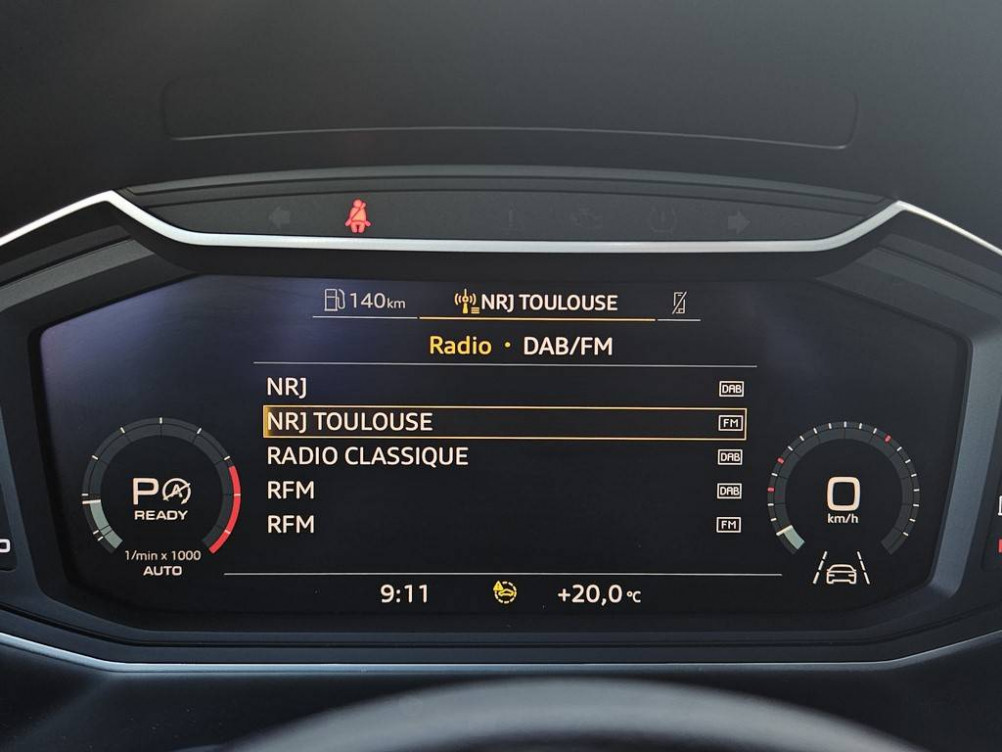 140km NRJ TOULOUSE
Radio · DAB/FM
NRJ DAB
NRJ TOULOUSE FM
RADIO CLASSIQUE DAB
RFM DAB
RFM FM
P A
READY
1/min x 1000
AUTO
0
km/h
9:11 +20,0 °C